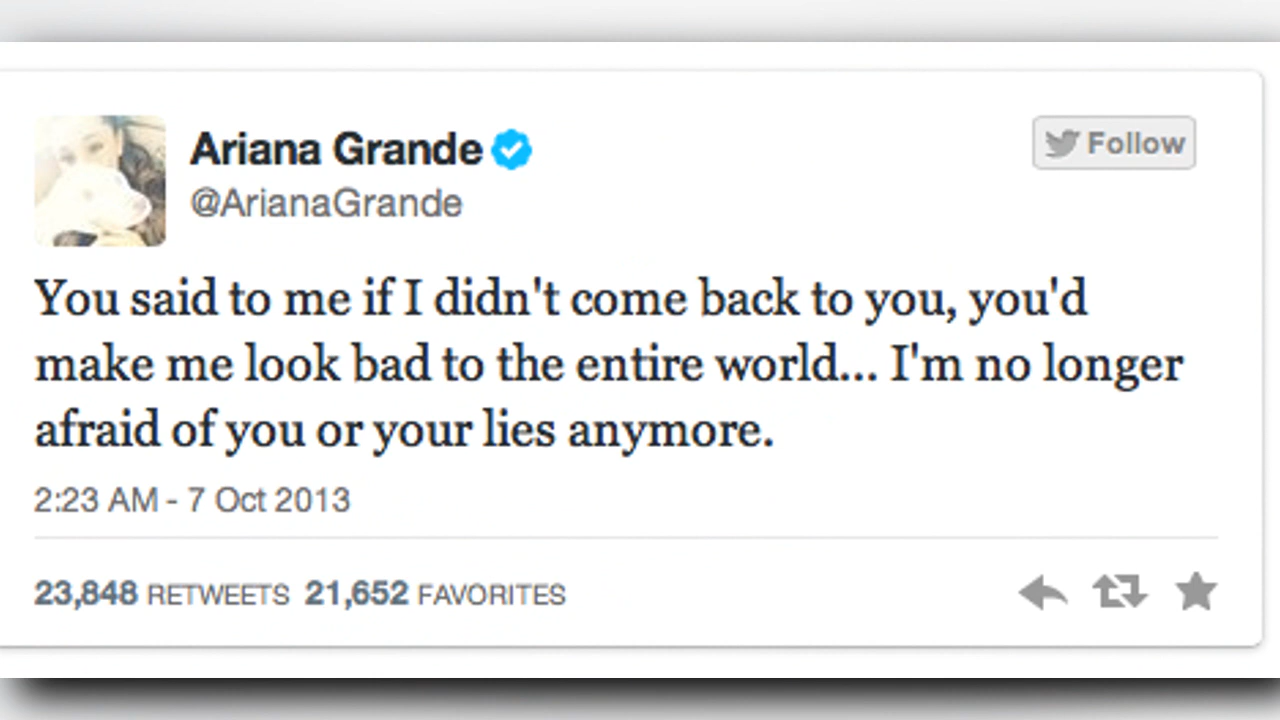 Ariana Grande
@ArianaGrande
Follow
You said to me if I didn't come back to you, you'd
make me look bad to the entire world... I'm no longer
afraid of you or your lies anymore.
2:23 AM - 7 Oct 2013
23,848 RETWEETS 21,652 FAVORITES